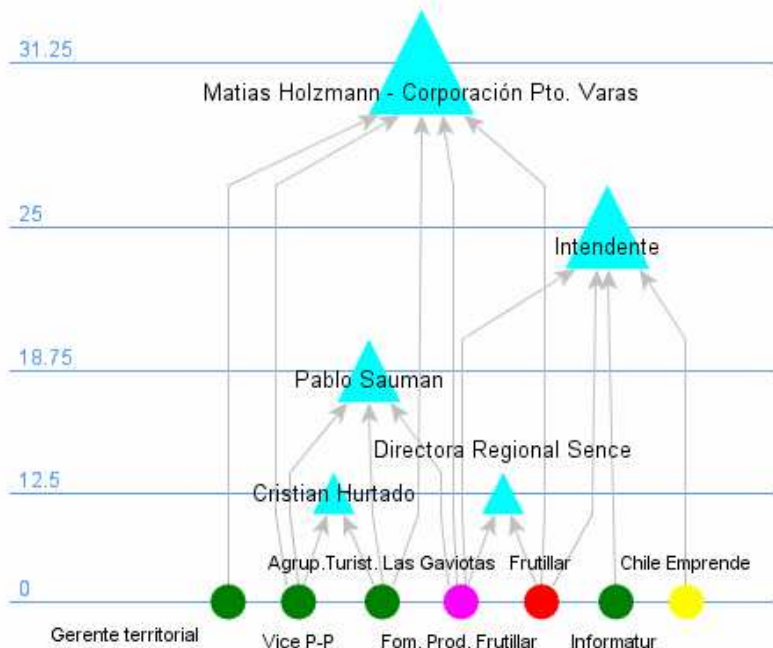 31.25
Matias Holzmann - Corporación Pto. Varas
25
Intendente
18.75
Pablo Sauman
Directora Regional Sence
12.5
Cristian Hurtado
Agrup.Turist. Las Gaviotas
Frutillar
Chile Emprende
0
Gerente territorial
Vice P-P
Fom. Prod. Frutillar
Informatur